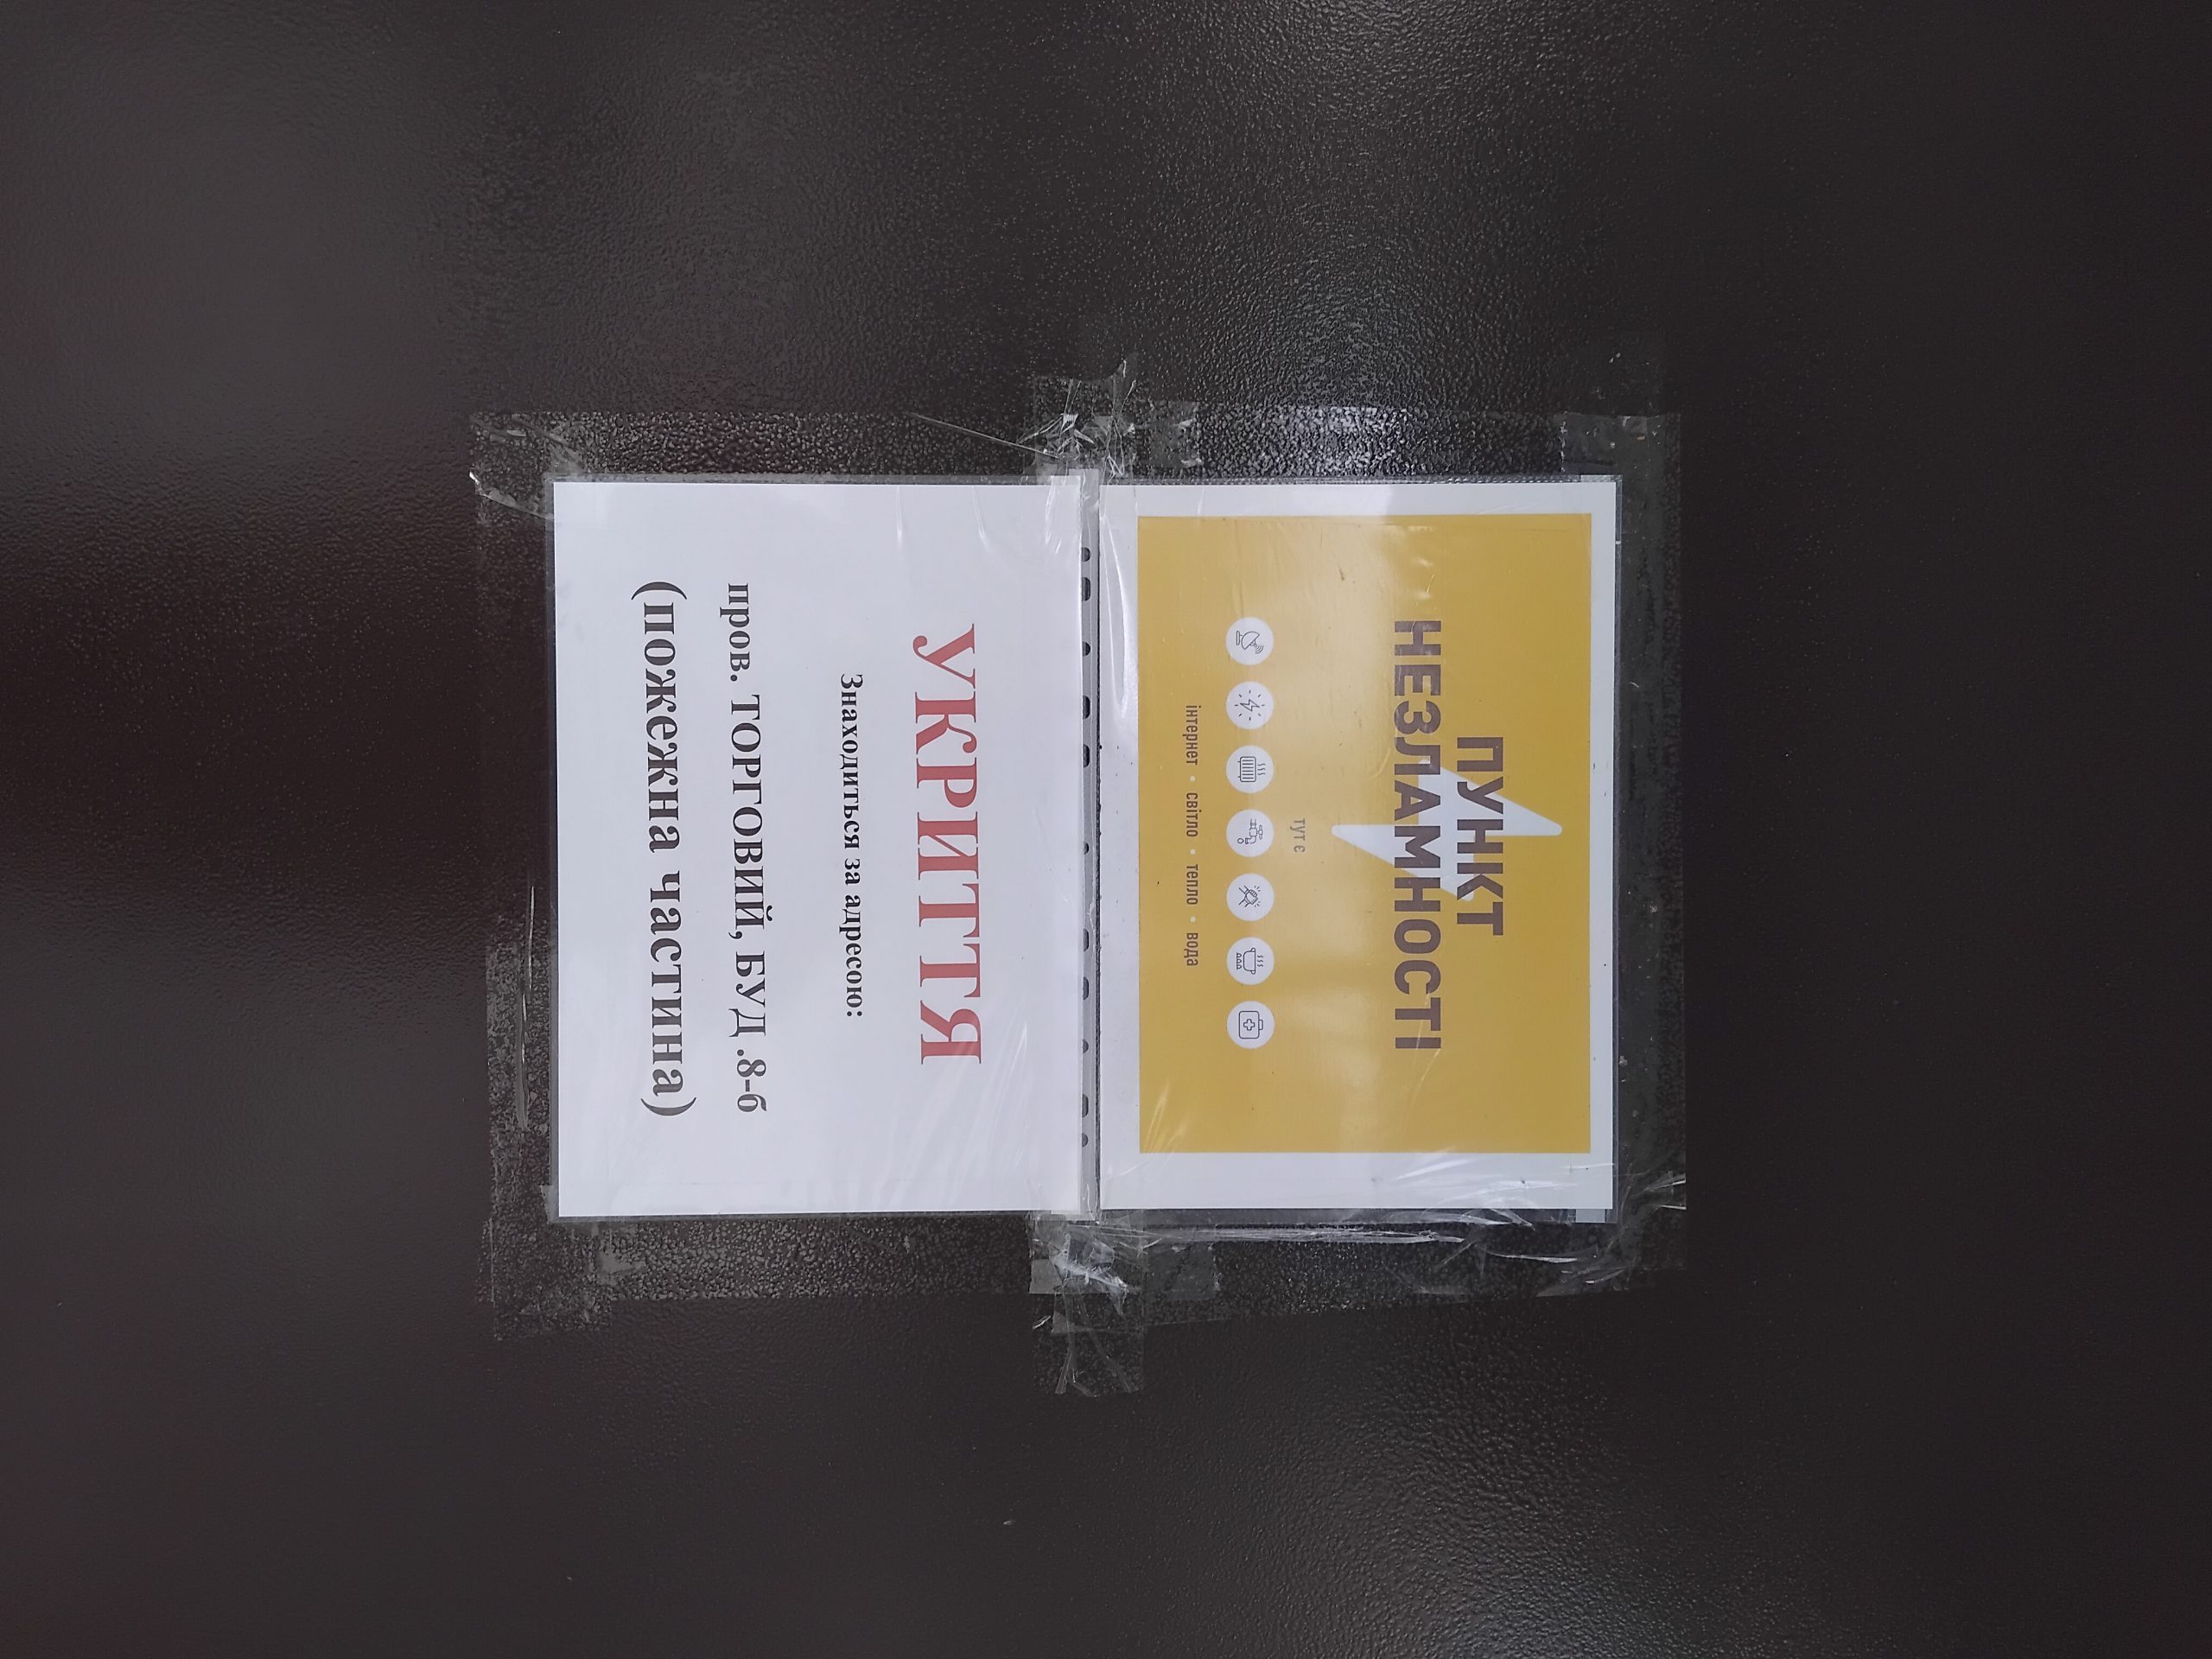 ПУНКТ
НЕЗЛАМНОСТІ
тут є
інтернет • світло • тепло • вода
УКРИТТЯ
Знаходиться за адресою:
пров. ТОРГОВИЙ, БУД .8-б
(пожежна частина)